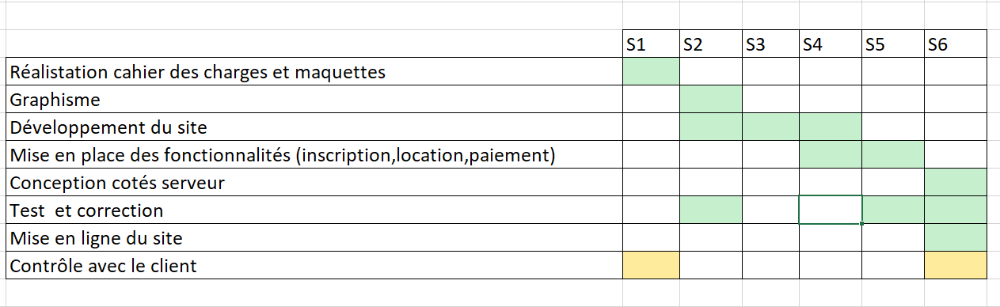 S1 S2 S3 S4 S5 S6
Réalistation cahier des charges et maquettes
Graphisme
Développement du site
Mise en place des fonctionnalités (inscription,location,paiement)
Conception cotés serveur
Test  et correction
Mise en ligne du site
Contrôle avec le client